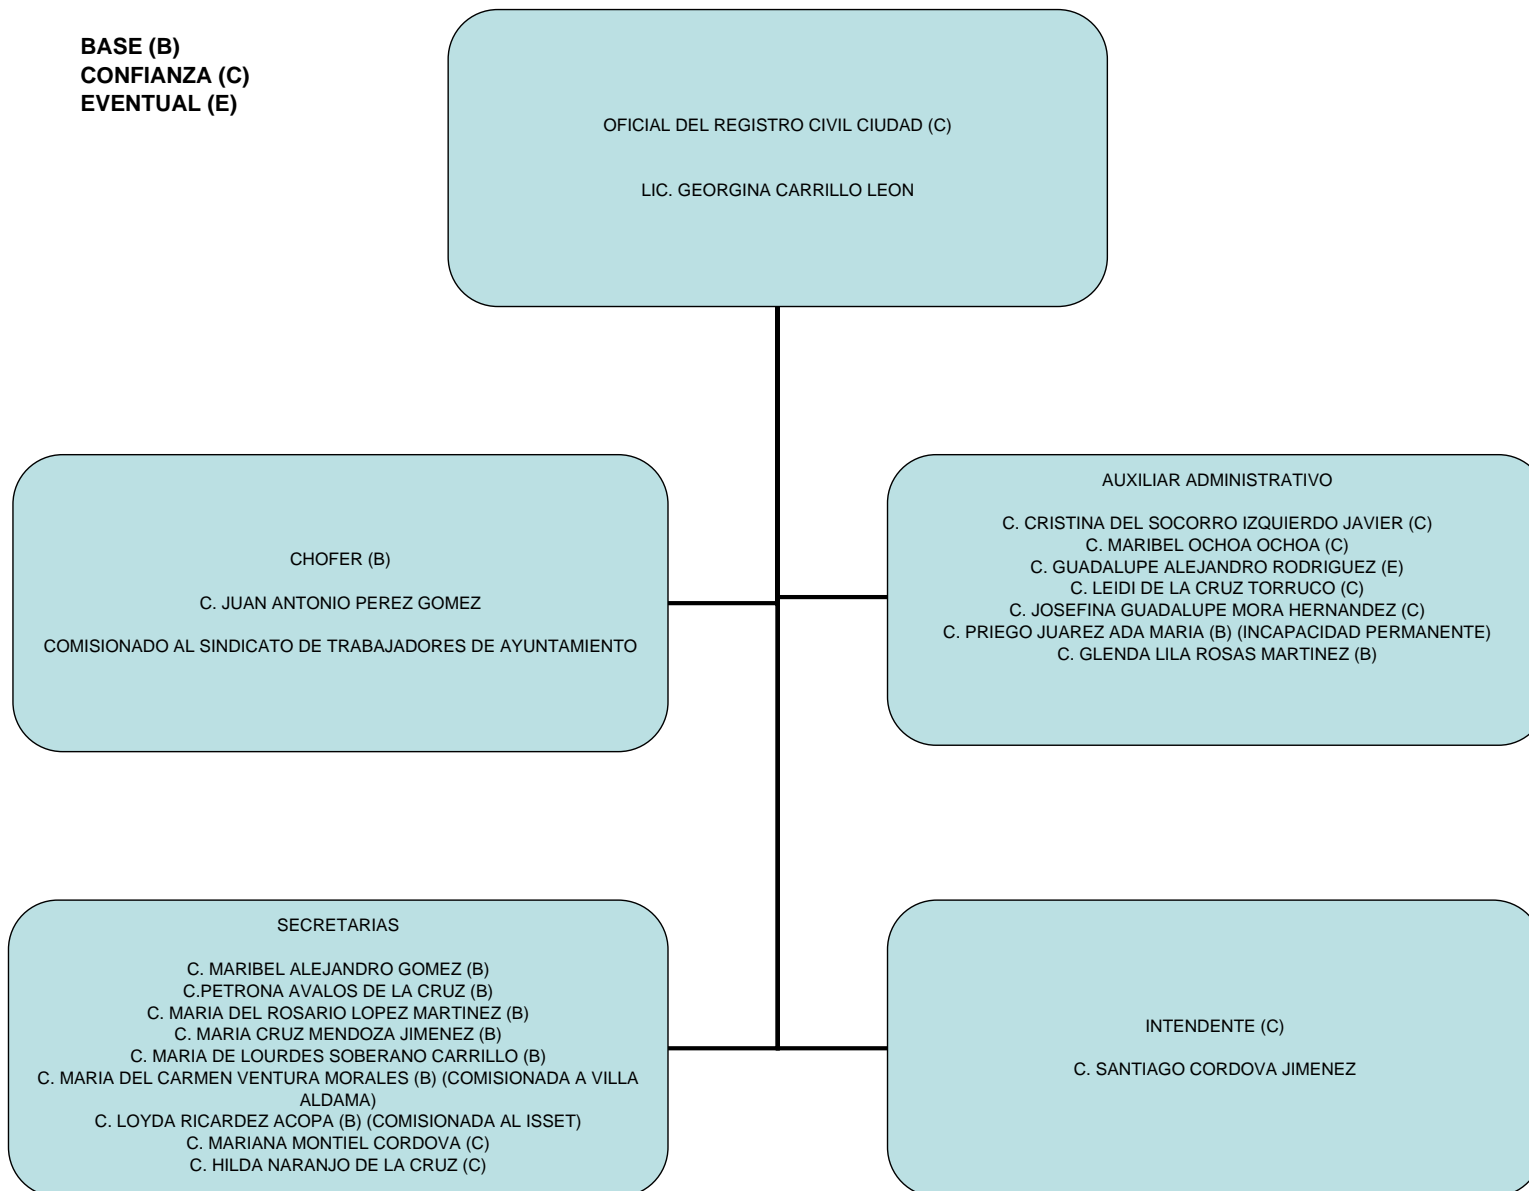 BASE (B)
CONFIANZA (C)
EVENTUAL (E)
OFICIAL DEL REGISTRO CIVIL CIUDAD (C)
LIC. GEORGINA CARRILLO LEON
CHOFER (B)
C. JUAN ANTONIO PEREZ GOMEZ
COMISIONADO AL SINDICATO DE TRABAJADORES DE AYUNTAMIENTO
AUXILIAR ADMINISTRATIVO
C. CRISTINA DEL SOCORRO IZQUIERDO JAVIER (C)
C. MARIBEL OCHOA OCHOA (C)
C. GUADALUPE ALEJANDRO RODRIGUEZ (E)
C. LEIDI DE LA CRUZ TORRUCO (C)
C. JOSEFINA GUADALUPE MORA HERNANDEZ (C)
C. PRIEGO JUAREZ ADA MARIA (B) (INCAPACIDAD PERMANENTE)
C. GLENDA LILA ROSAS MARTINEZ (B)
SECRETARIAS
C. MARIBEL ALEJANDRO GOMEZ (B)
C.PETRONA AVALOS DE LA CRUZ (B)
C. MARIA DEL ROSARIO LOPEZ MARTINEZ (B)
C. MARIA CRUZ MENDOZA JIMENEZ (B)
C. MARIA DE LOURDES SOBERANO CARRILLO (B)
C. MARIA DEL CARMEN VENTURA MORALES (B) (COMISIONADA A VILLA
ALDAMA)
C. LOYDA RICARDEZ ACOPA (B) (COMISIONADA AL ISSET)
C. MARIANA MONTIEL CORDOVA (C)
C. HILDA NARANJO DE LA CRUZ (C)
INTENDENTE (C)
C. SANTIAGO CORDOVA JIMENEZ